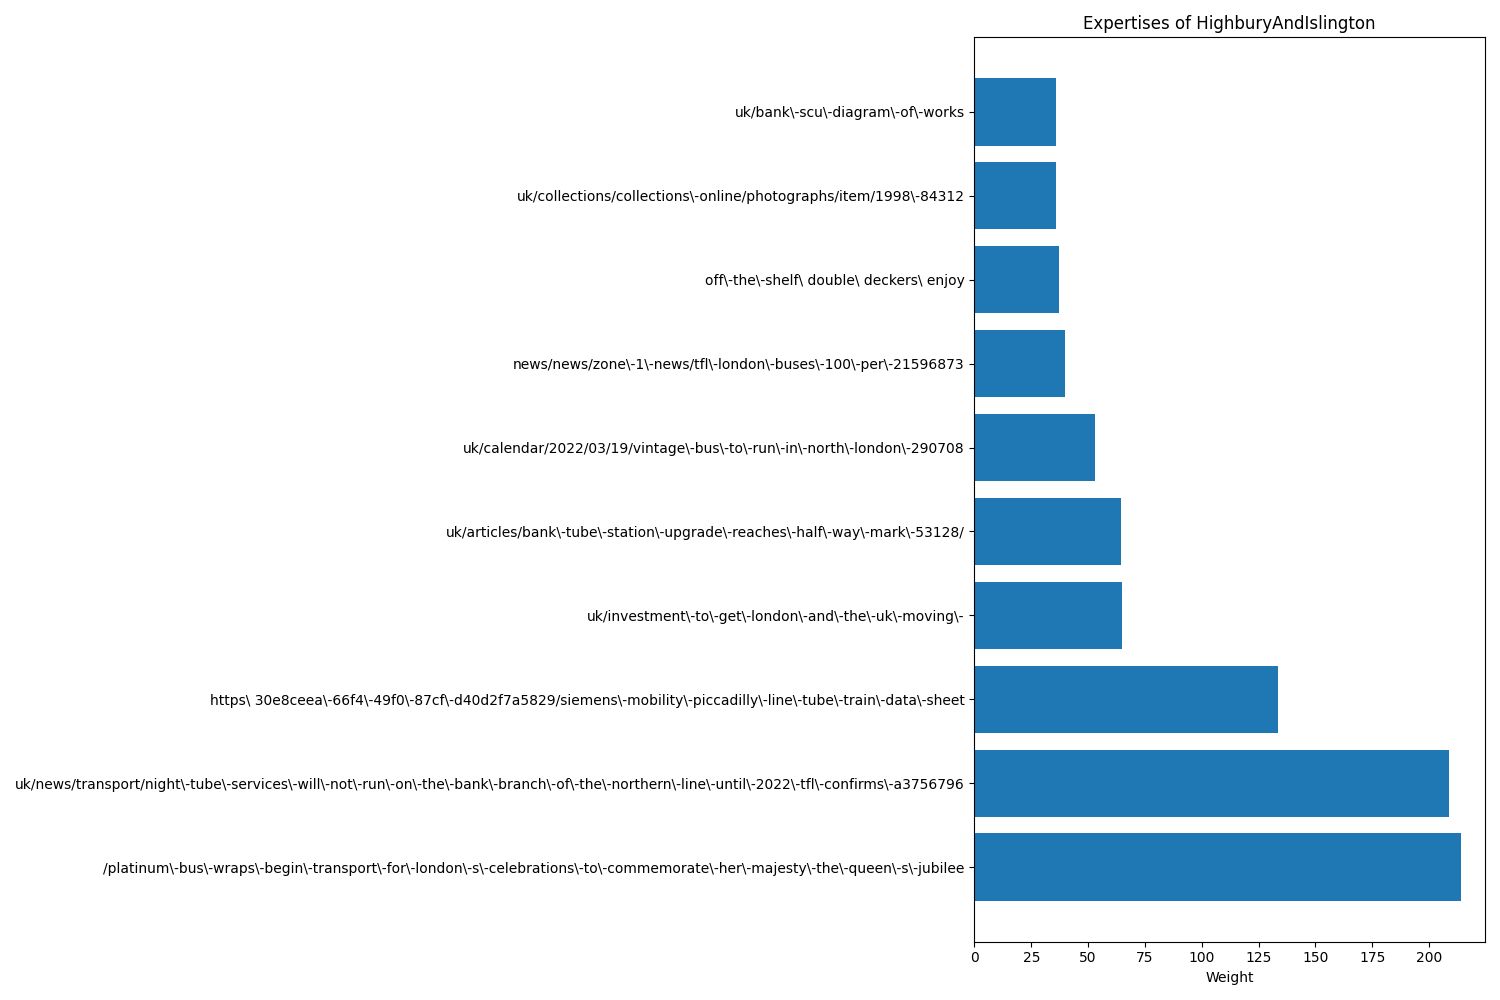 Expertises of HighburyAndIslington
uk/bank\-scu\-diagram\-of\-works
uk/collections/collections\-online/photographs/item/1998\-84312
off\-the\-shelf\ double\ deckers\ enjoy
news/news/zone\-1\-news/tfl\-london\-buses\-100\-per\-21596873
uk/calendar/2022/03/19/vintage\-bus\-to\-run\-in\-north\-london\-290708
uk/articles/bank\-tube\-station\-upgrade\-reaches\-half\-way\-mark\-53128/
uk/investment\-to\-get\-london\-and\-the\-uk\-moving\-
https\ 30e8ceea\-66f4\-49f0\-87cf\-d40d2f7a5829/siemens\-mobility\-piccadilly\-line\-tube\-train\-data\-sheet
uk/news/transport/night\-tube\-services\-will\-not\-run\-on\-the\-bank\-branch\-of\-the\-northern\-line\-until\-2022\-tfl\-confirms\-a3756796
/platinum\-bus\-wraps\-begin\-transport\-for\-london\-s\-celebrations\-to\-commemorate\-her\-majesty\-the\-queen\-s\-jubilee
0 25 50 75 100 125 150 175 200
Weight